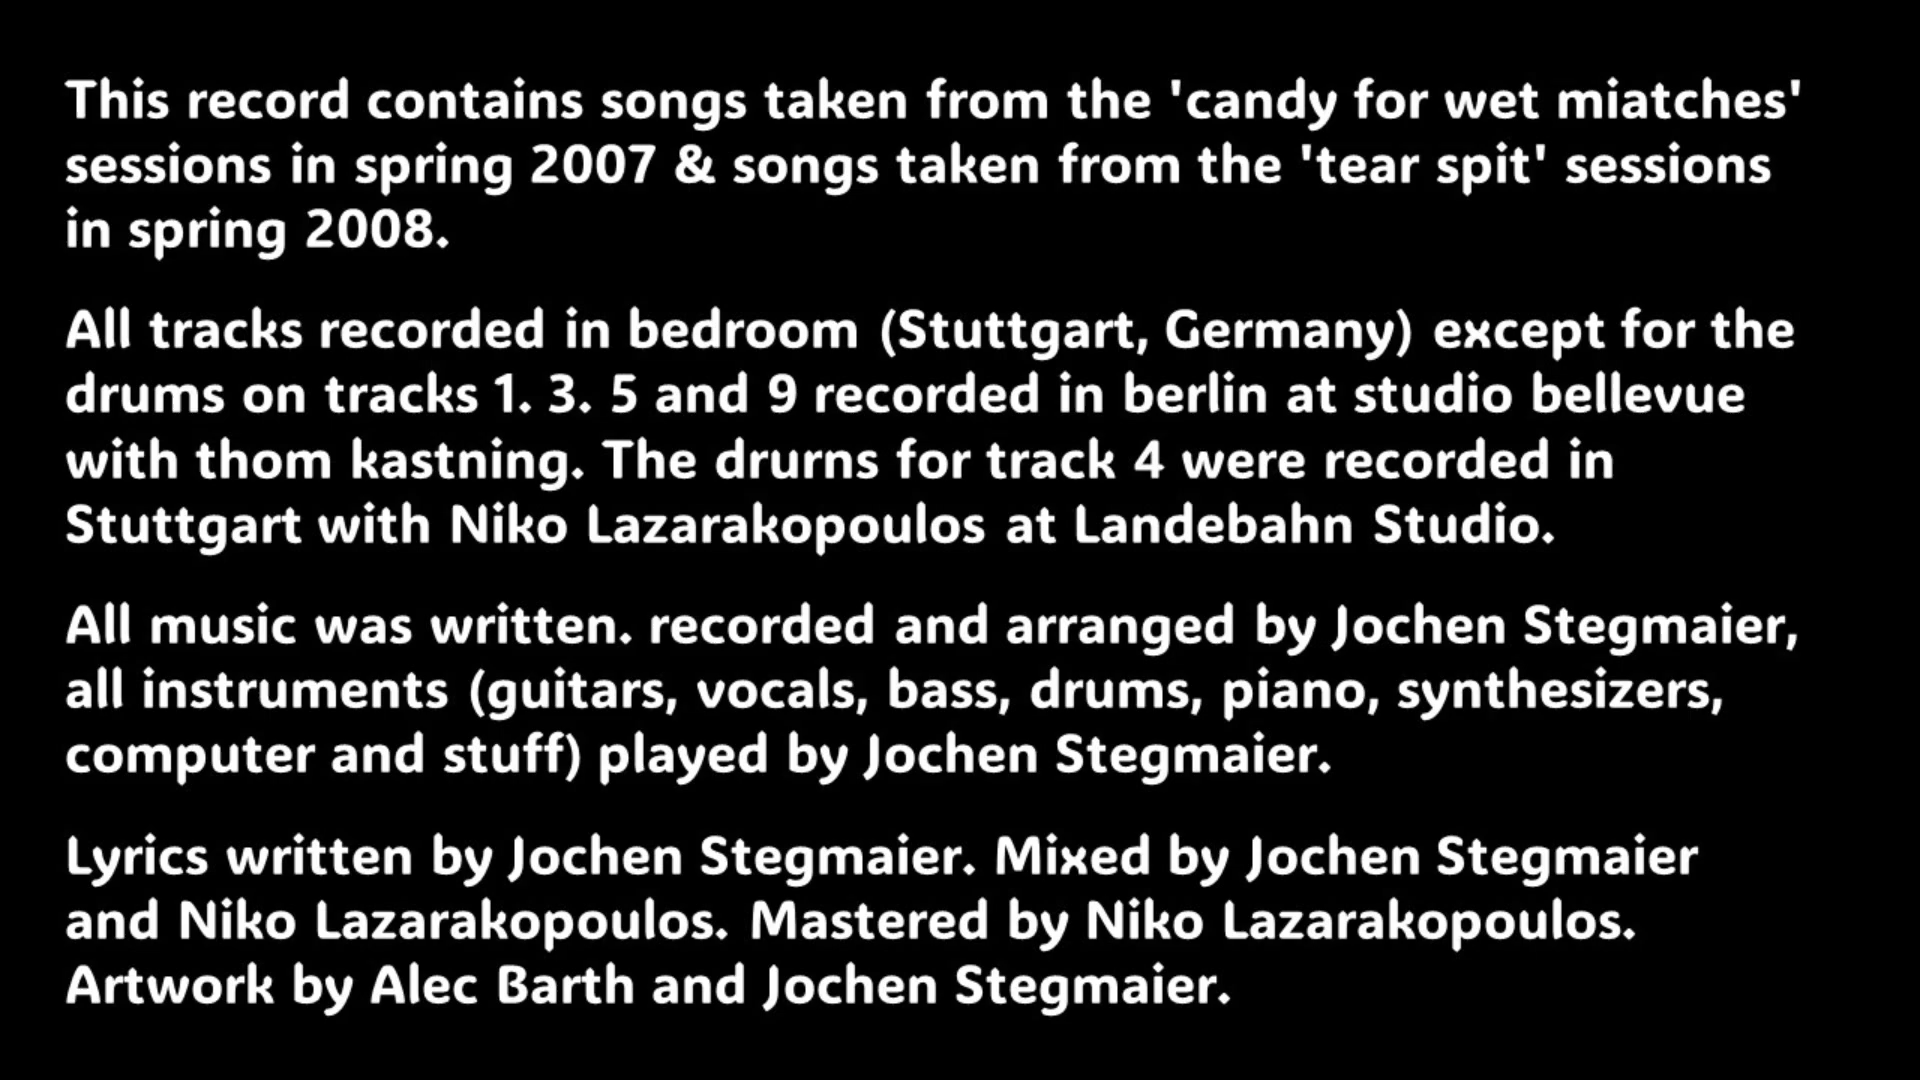 This record contains songs taken from the 'candy for wet miatches'
sessions in spring 2007 & songs taken from the 'tear spit' sessions
in spring 2008.
All tracks recorded in bedroom (Stuttgart, Germany) except for the
drums on tracks 1. 3. 5 and 9 recorded in berlin at studio bellevue
with thom kastning. The drurns for track 4 were recorded in
Stuttgart with Niko Lazarakopoulos at Landebahn Studio.
All music was written. recorded and arranged by Jochen Stegmaier,
all instruments (guitars, vocals, bass, drums, piano, synthesizers,
computer and stuff) played by Jochen Stegmaier.
Lyrics written by Jochen Stegmaier. Mixed by Jochen Stegmaier
and Niko Lazarakopoulos. Mastered by Niko Lazarakopoulos.
Artwork by Alec Barth and Jochen Stegmaier.